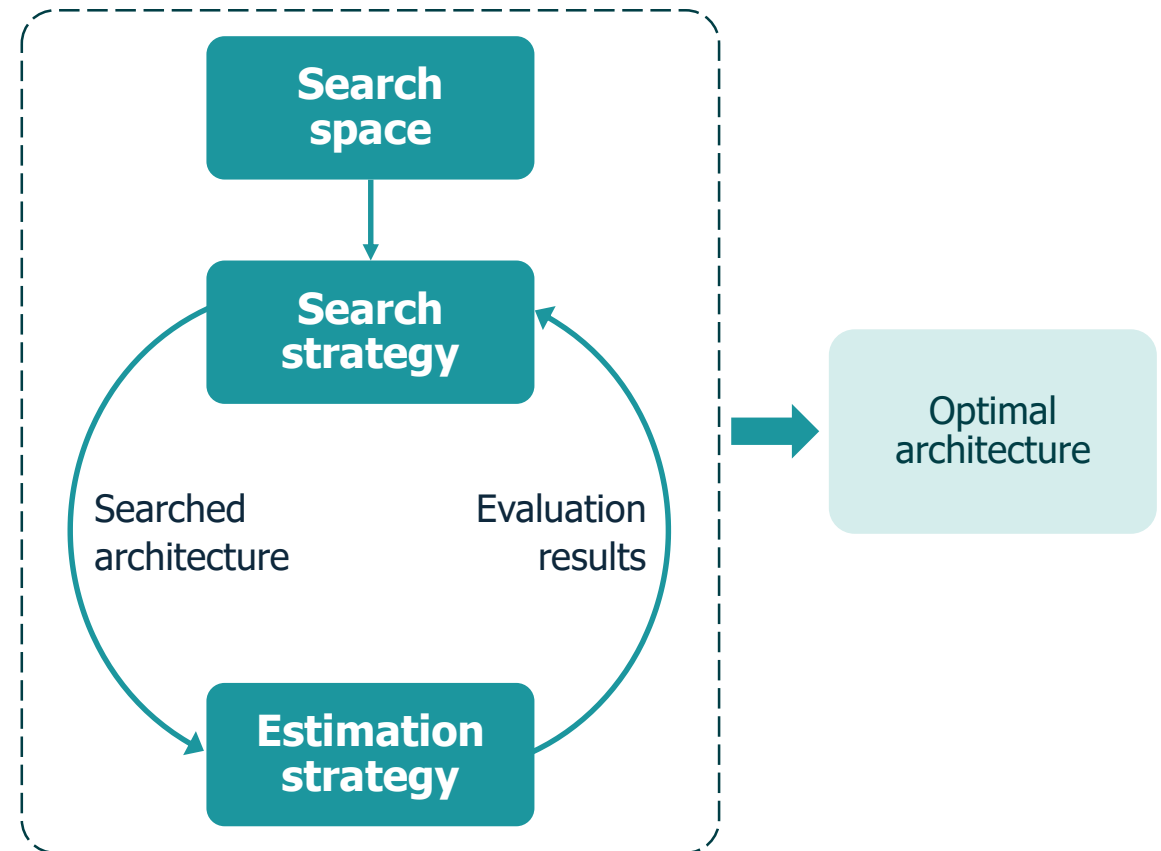 Search
space
Search
strategy
Searched
architecture
Evaluation
results
Estimation
strategy
Optimal
architecture